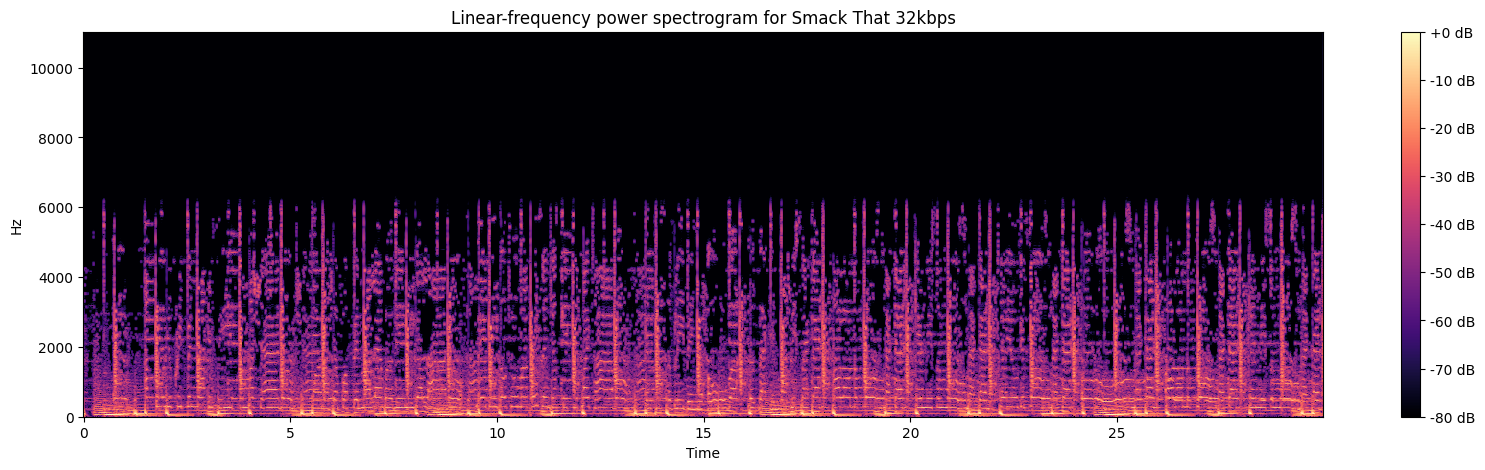 Linear-frequency power spectrogram for Smack That 32kbps
Hz
10000
8000
6000
4000
2000
0
0 5 10 15 20 25
Time
+0 dB
-10 dB
-20 dB
-30 dB
-40 dB
-50 dB
-60 dB
-70 dB
-80 dB